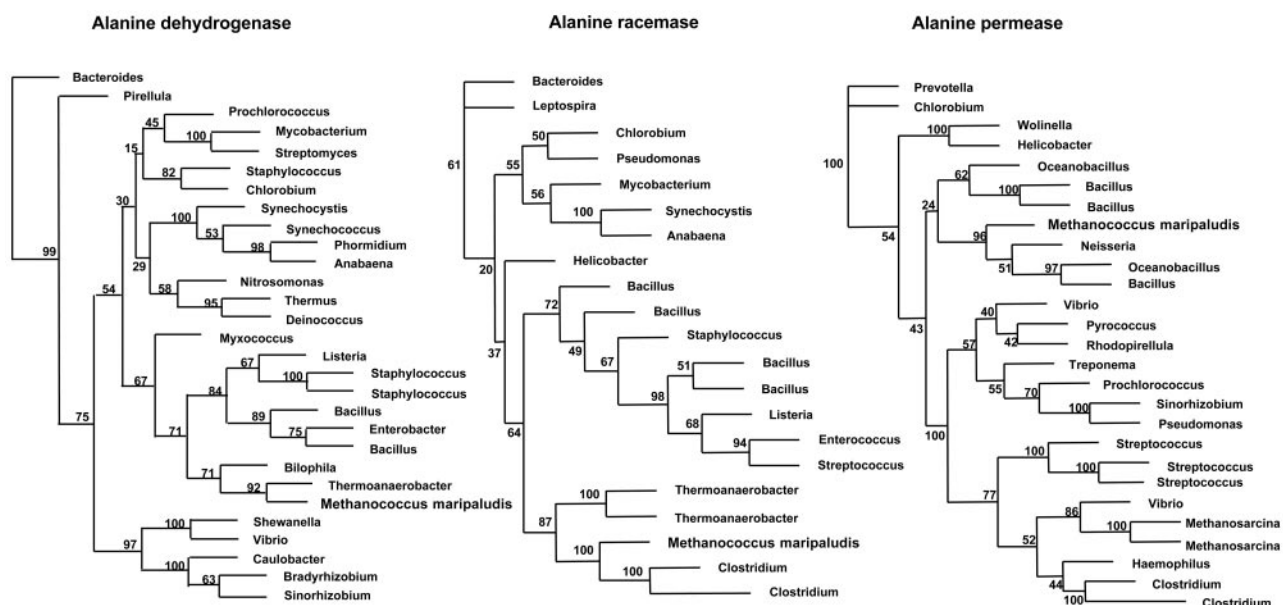 Alanine dehydrogenase
Bacteroides
Pirellula
Prochlorococcus
45
Mycobacterium
100
15
Streptomyces
Staphylococcus
82
Chlorobium
30
Synechocystis
100
Synechococcus
53
Phormidium
98
99
Anabaena
29
Nitrosomonas
54
58
Thermus
95
Deinococcus
Myxococcus
Listeria
67
Staphylococcus
67
100
84
Staphylococcus
Bacillus
75
89
Enterobacter
71
75
Bacillus
Bilophila
71
Thermoanaerobacter
92
Methanococcus maripaludis
Shewanella
100
Vibrio
97
Caulobacter
100
Bradyrhizobium
63
Sinorhizobium
Alanine racemase
Bacteroides
Leptospira
Chlorobium
50
Pseudomonas
61
55
Mycobacterium
56
Synechocystis
100
Anabaena
20
Helicobacter
Bacillus
72
Bacillus
Staphylococcus
37
49
67
Bacillus
51
Bacillus
98
Listeria
68
64
Enterococcus
94
Streptococcus
Thermoanaerobacter
100
Thermoanaerobacter
87
Methanococcus maripaludis
100
Clostridium
100
Clostridium
Alanine permease
Prevotella
Chlorobium
Wolinella
100
Helicobacter
100
Oceanobacillus
62
Bacillus
100
Bacillus
24
Methanococcus maripaludis
54
96
Neisseria
51
Oceanobacillus
97
Bacillus
Vibrio
40
43
Pyrococcus
57
42
Rhodopirellula
Treponema
55
Prochlorococcus
70
Sinorhizobium
100
Pseudomonas
100
Streptococcus
100
Streptococcus
100
Streptococcus
77
Vibrio
86
Methanosarcina
100
52
Methanosarcina
Haemophilus
44
Clostridium
100
Clostridium